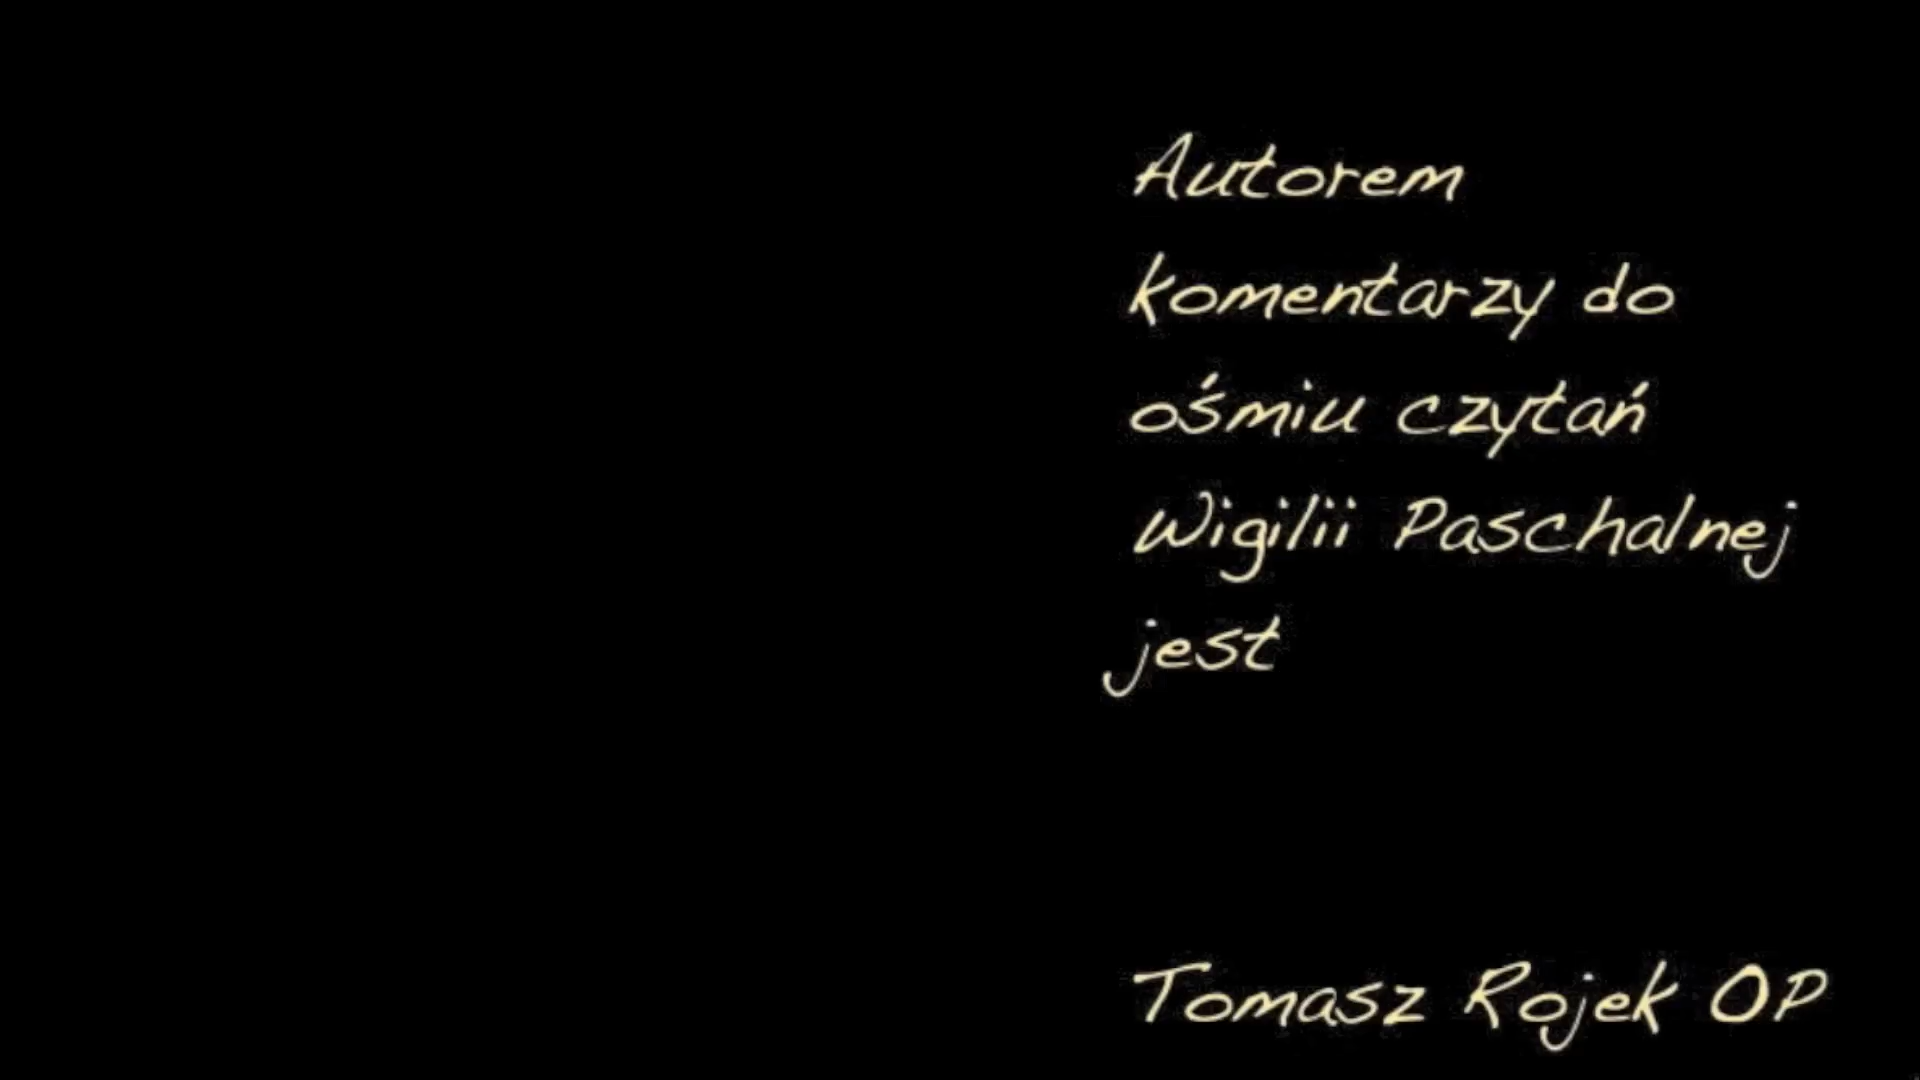 Autorem
komentarzy do
ośmiu czytań
Wigilii Paschalnej
jest
Tomasz Rojek OP